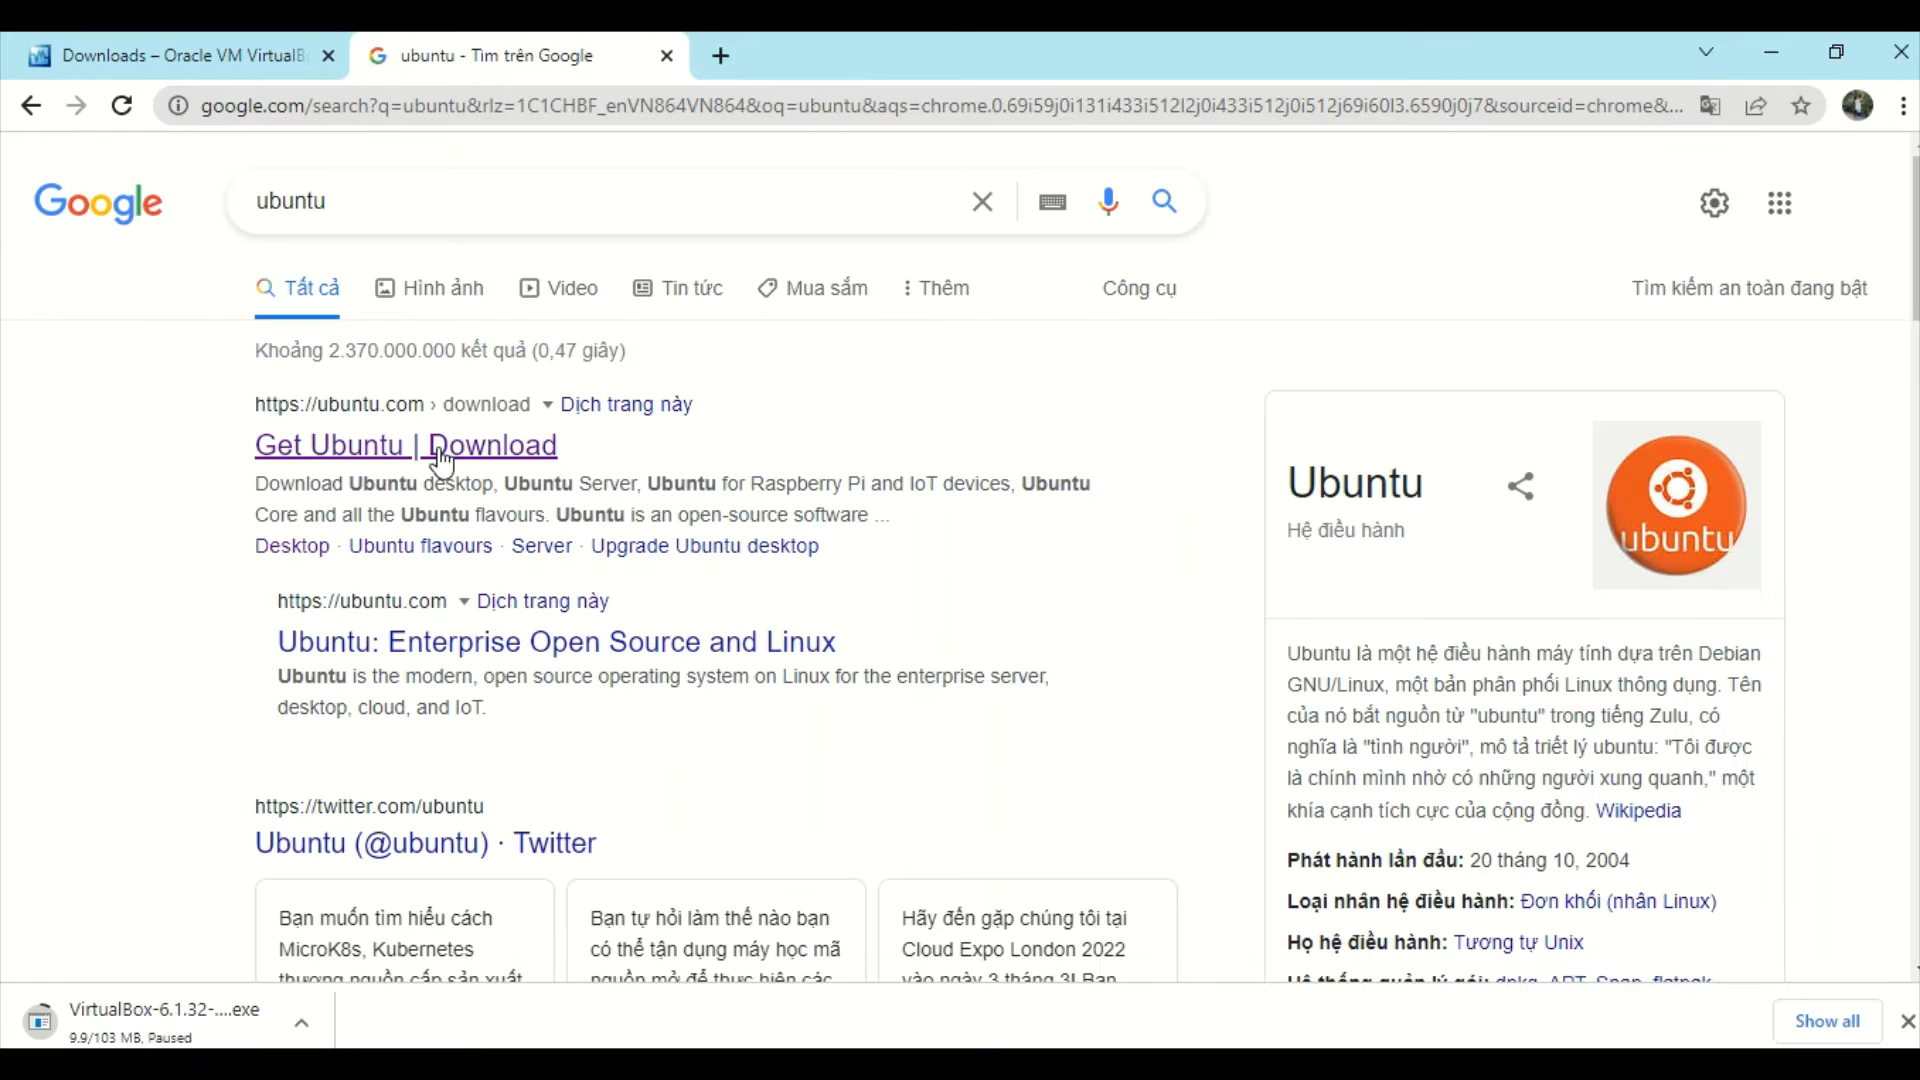 Downloads – Oracle VM VirtualB
ubuntu - Tìm trên Google
google.com/search?q=ubuntu&rlz=1C1CHBF_enVN864VN864&oq=ubuntu&aqs=chrome.0.69i59j0i131i433i512l2j0i433i512j0i512j69i60l3.6590j0j7&sourceid=chrome&...
Google
ubuntu
Tất cả
Hình ảnh
Video
Tin tức
Mua sắm
Thêm
Công cụ
Tìm kiếm an toàn đang bật
Khoảng 2.370.000.000 kết quả (0,47 giây)
https://ubuntu.com › download Dịch trang này
Get Ubuntu | Download
Download Ubuntu desktop, Ubuntu Server, Ubuntu for Raspberry Pi and IoT devices, Ubuntu
Core and all the Ubuntu flavours. Ubuntu is an open-source software ...
Desktop · Ubuntu flavours · Server · Upgrade Ubuntu desktop
https://ubuntu.com Dịch trang này
Ubuntu: Enterprise Open Source and Linux
Ubuntu is the modern, open source operating system on Linux for the enterprise server,
desktop, cloud, and IoT.
https://twitter.com/ubuntu
Ubuntu (@ubuntu) · Twitter
Bạn muốn tìm hiểu cách
MicroK8s, Kubernetes
thượng nguồn cấp sản xuất
Bạn tự hỏi làm thế nào bạn
có thể tận dụng máy học mã
nguồn mở để thực hiện các
Hãy đến gặp chúng tôi tại
Cloud Expo London 2022
vào ngày 3 tháng 3! Bạn
Ubuntu
Hệ điều hành
ubuntu
Ubuntu là một hệ điều hành máy tính dựa trên Debian
GNU/Linux, một bản phân phối Linux thông dụng. Tên
của nó bắt nguồn từ "ubuntu" trong tiếng Zulu, có
nghĩa là "tình người", mô tả triết lý ubuntu: "Tôi được
là chính mình nhờ có những người xung quanh," một
khía cạnh tích cực của cộng đồng. Wikipedia
Phát hành lần đầu: 20 tháng 10, 2004
Loại nhân hệ điều hành: Đơn khối (nhân Linux)
Họ hệ điều hành: Tương tự Unix
Hệ thống quản lý gói: dpkg, APT, Snap, flatpak
VirtualBox-6.1.32-....exe
9.9/103 MB, Paused
Show all